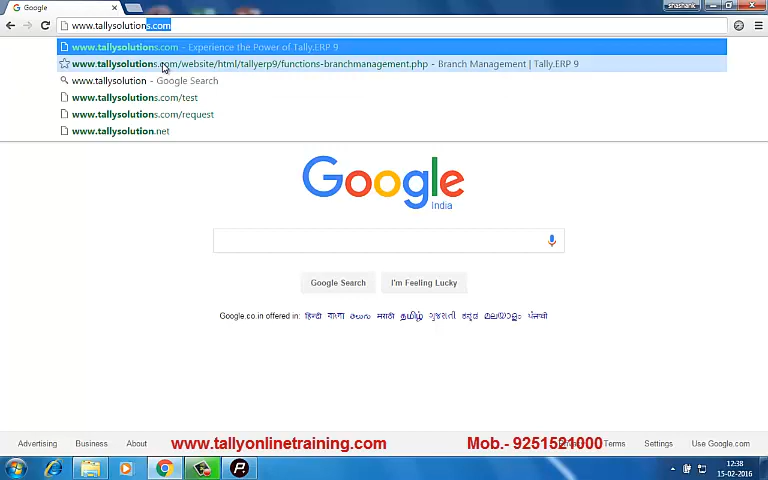 Google
shashank
www.tallysolutions.com
www.tallysolutions.com - Experience the Power of Tally.ERP 9
www.tallysolutions.com/website/html/tallyerp9/functions-branchmanagement.php - Branch Management | Tally.ERP 9
www.tallysolution - Google Search
www.tallysolutions.com/test
www.tallysolutions.com/request
www.tallysolution.net
Google
India
Google Search I'm Feeling Lucky
Google.co.in offered in: हिन्दी বাংলা తెలుగు मराठी தமிழ் ગુજરાતી ಕನ್ನಡ മലയാളം ਪੰਜਾਬੀ
Advertising Business About www.tallyonlinetraining.com Mob.- 9251521000 Terms Settings Use Google.com
12:38
15-02-2016